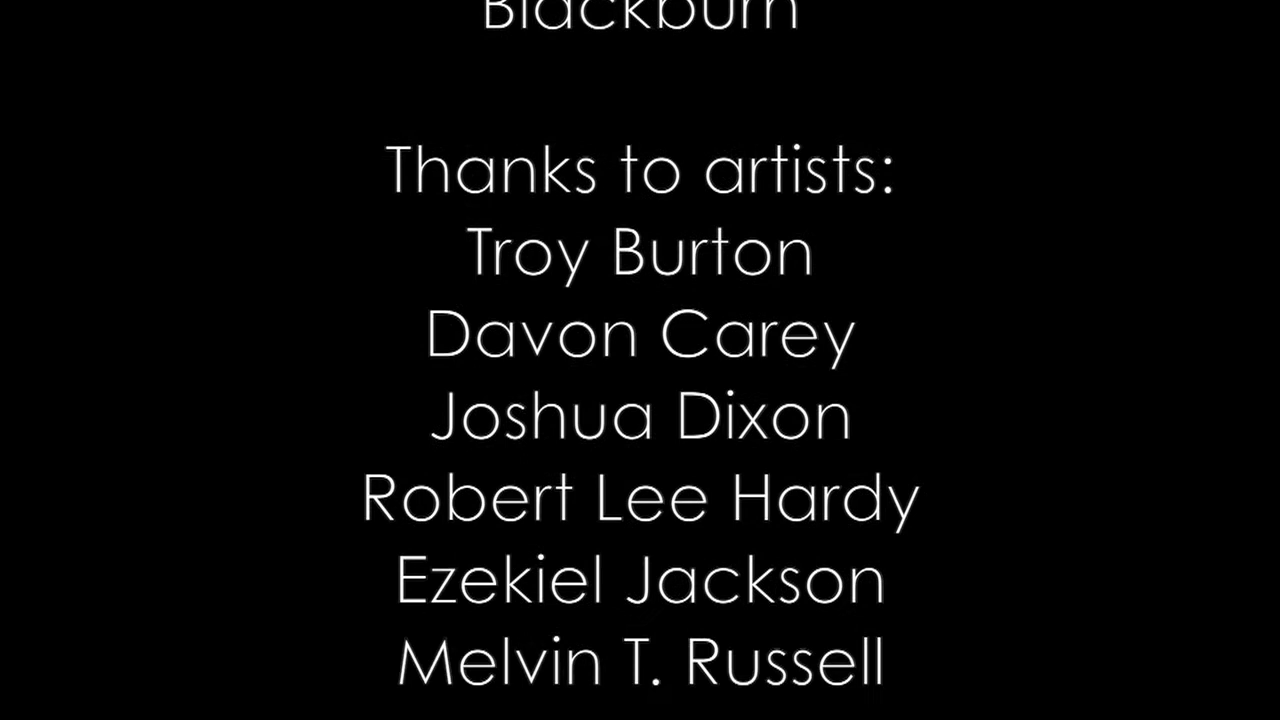 Blackburn
Thanks to artists:
Troy Burton
Davon Carey
Joshua Dixon
Robert Lee Hardy
Ezekiel Jackson
Melvin T. Russell